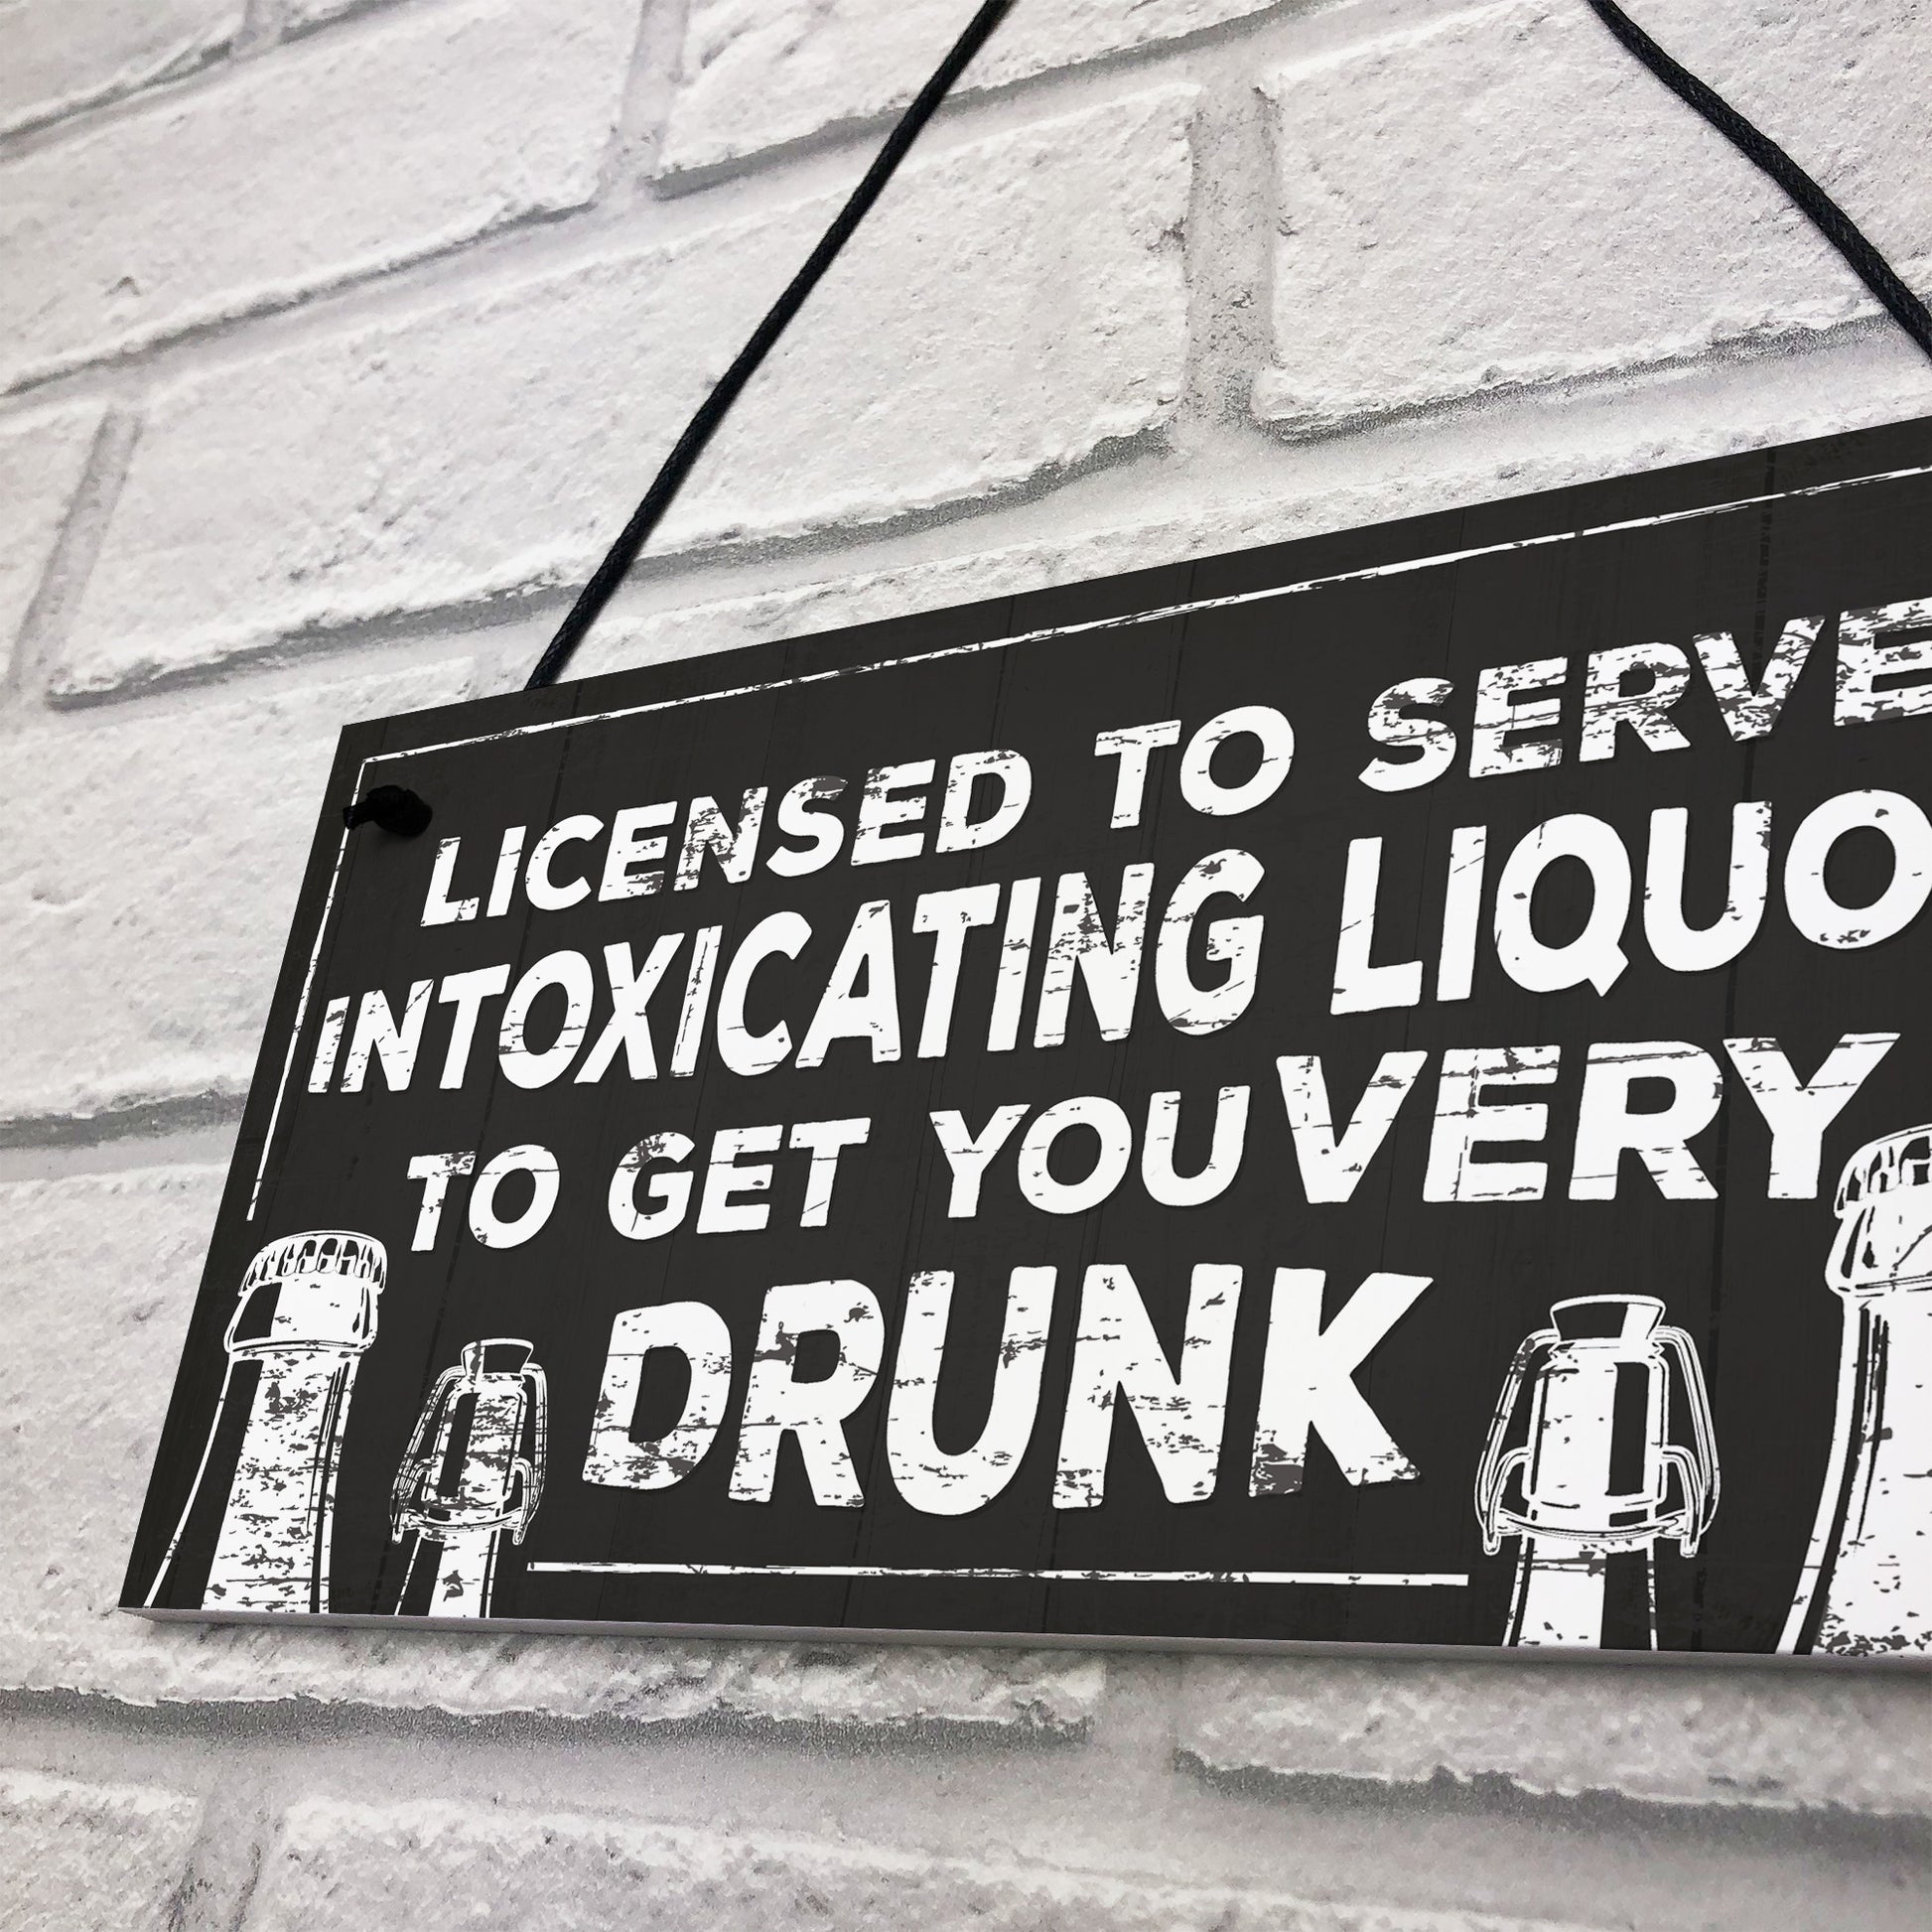 LICENSED TO SERVE
INTOXICATING LIQUO
TO GET YOU VERY
DRUNK